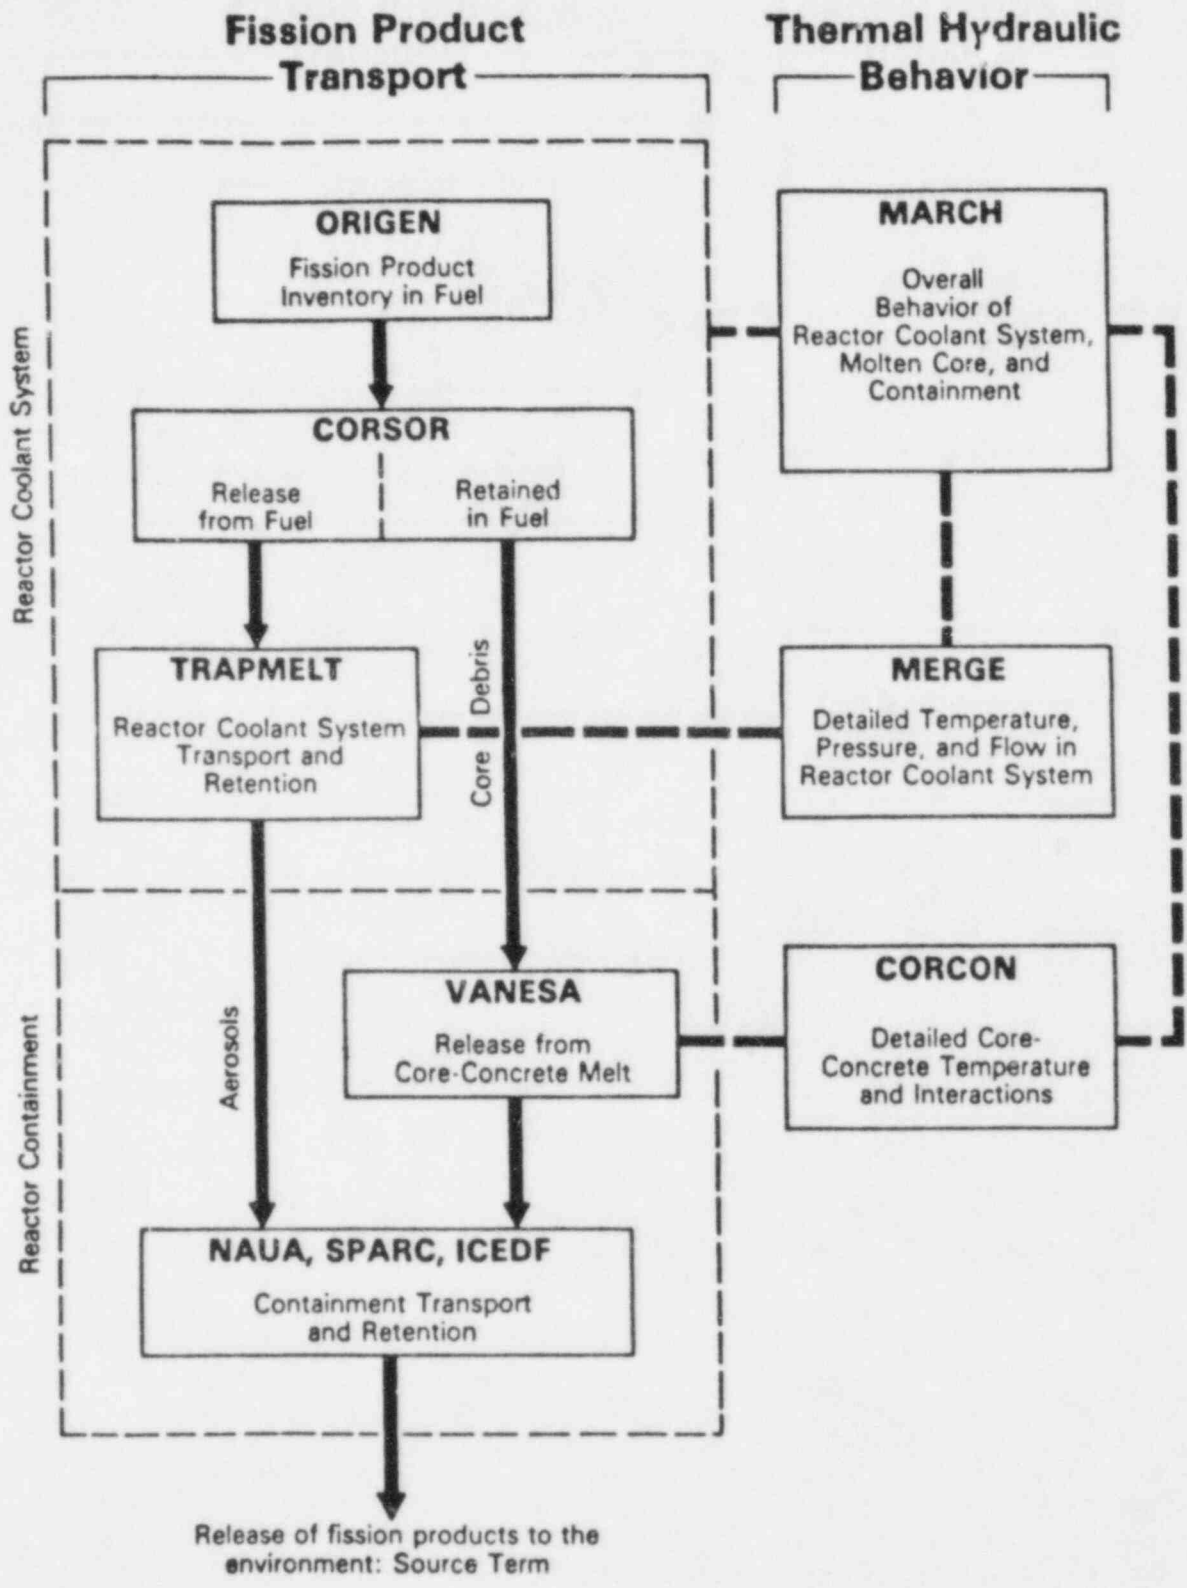 Fission Product
Transport
Thermal Hydraulic
Behavior
Reactor Coolant System
ORIGEN
Fission Product
Inventory in Fuel
CORSOR
Release
from Fuel
Retained
in Fuel
TRAPMELT
Reactor Coolant System
Transport and
Retention
Core Debris
MARCH
Overall
Behavior of
Reactor Coolant System,
Molten Core, and
Containment
MERGE
Detailed Temperature,
Pressure, and Flow in
Reactor Coolant System
Reactor Containment
Aerosols
VANESA
Release from
Core-Concrete Melt
CORCON
Detailed Core-
Concrete Temperature
and Interactions
NAUA, SPARC, ICEDF
Containment Transport
and Retention
Release of fission products to the
environment: Source Term